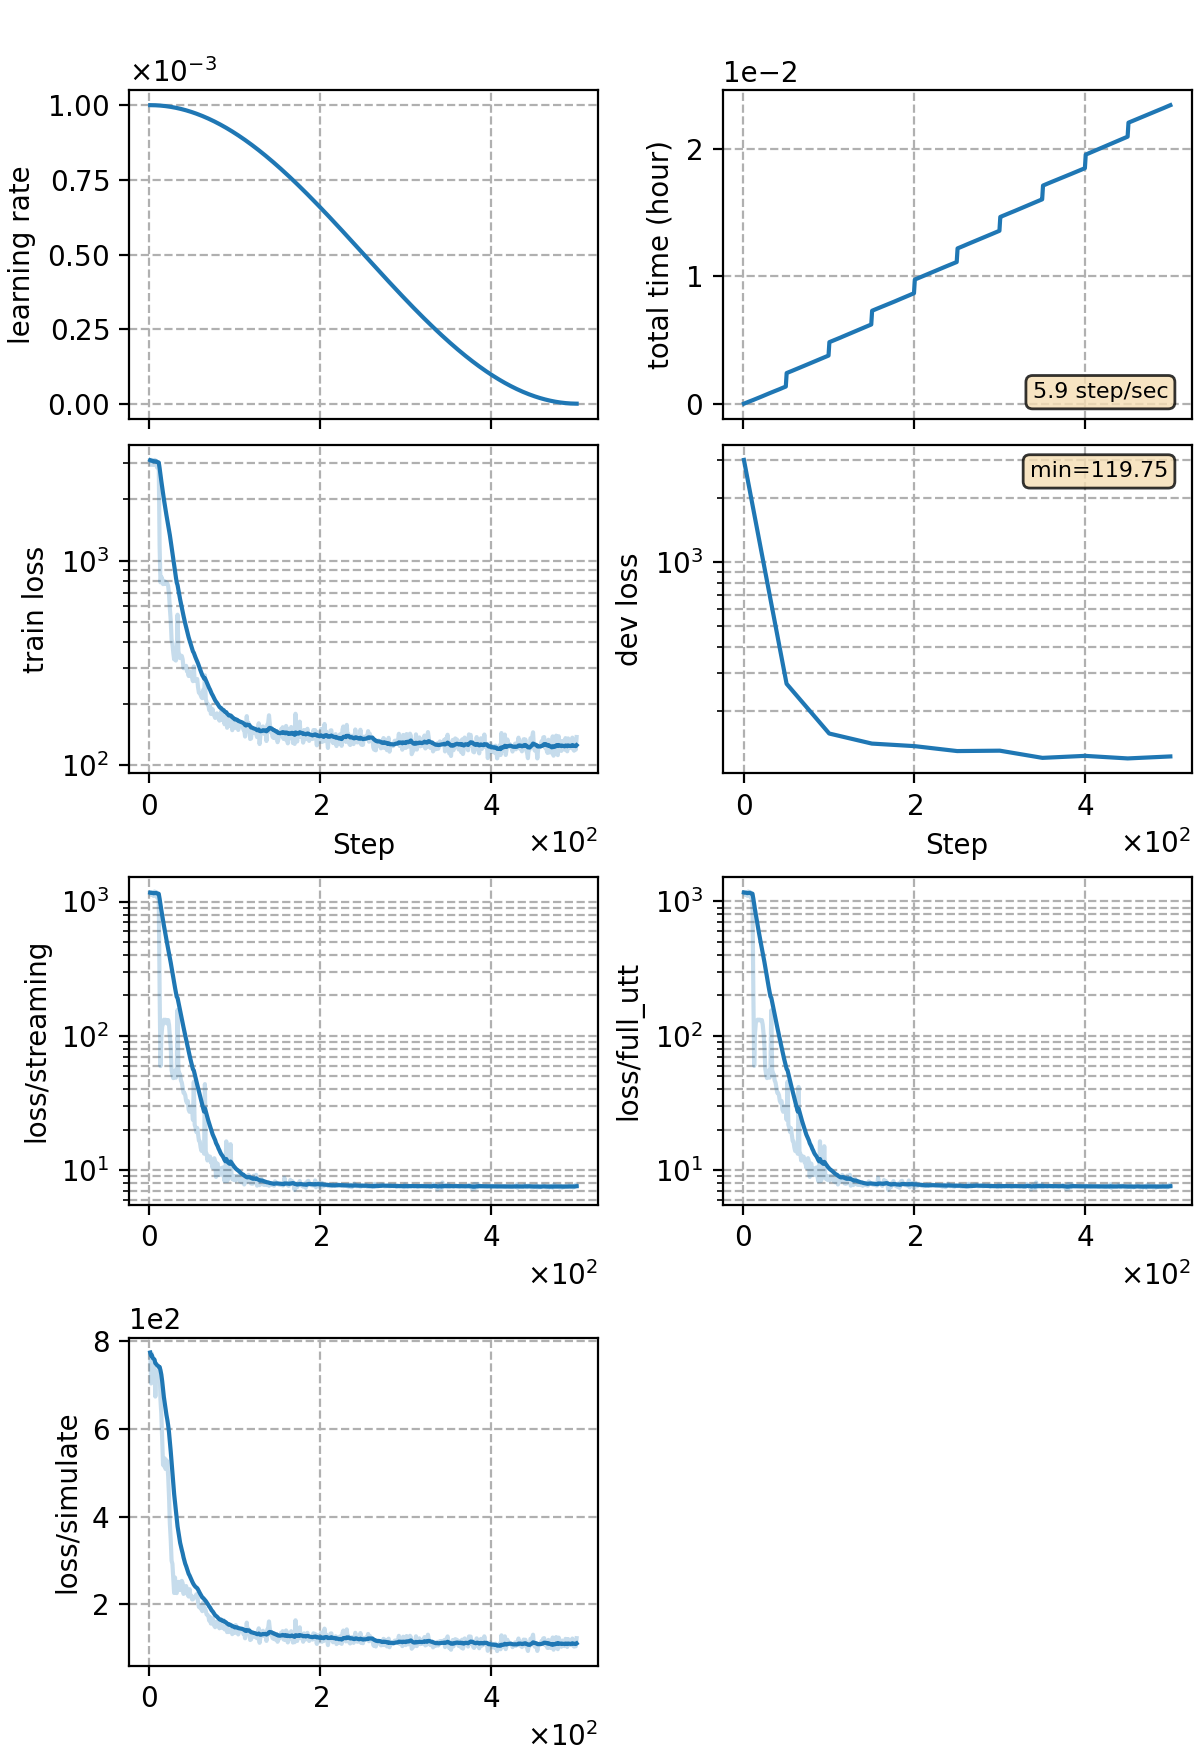 ×10⁻³
1.00
0.75
0.50
0.25
0.00
learning rate
1e−2
2
1
0
total time (hour)
5.9 step/sec
10³
10²
train loss
0 2 4
Step
×10²
10³
dev loss
min=119.75
0 2 4
Step
×10²
10³
10²
10¹
loss/streaming
0 2 4
×10²
10³
10²
10¹
loss/full_utt
0 2 4
×10²
1e2
8
6
4
2
loss/simulate
0 2 4
×10²